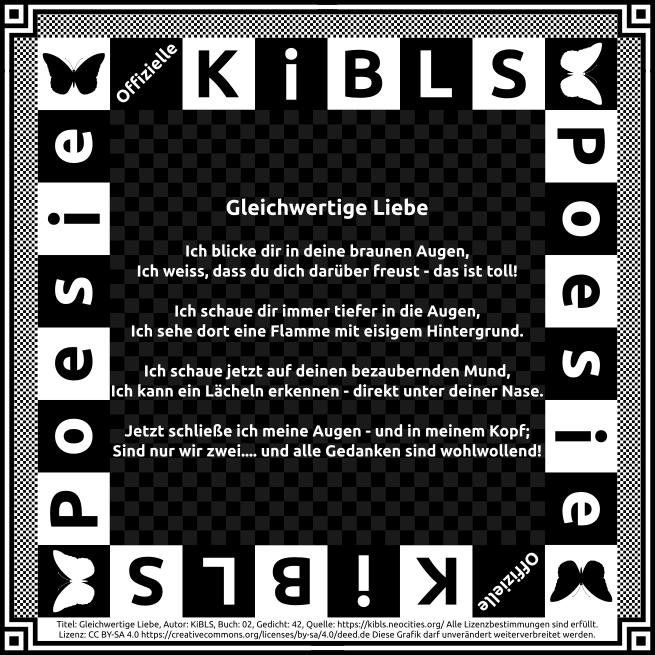 Offizielle KiBLS
Poesie
Poesie
Gleichwertige Liebe
Ich blicke dir in deine braunen Augen,
Ich weiss, dass du dich darüber freust - das ist toll!
Ich schaue dir immer tiefer in die Augen,
Ich sehe dort eine Flamme mit eisigem Hintergrund.
Ich schaue jetzt auf deinen bezaubernden Mund,
Ich kann ein Lächeln erkennen - direkt unter deiner Nase.
Jetzt schließe ich meine Augen - und in meinem Kopf;
Sind nur wir zwei.... und alle Gedanken sind wohlwollend!
Offizielle KiBLS
Titel: Gleichwertige Liebe, Autor: KiBLS, Buch: 02, Gedicht: 42, Quelle: https://kibls.neocities.org/ Alle Lizenzbestimmungen sind erfüllt.
Lizenz: CC BY-SA 4.0 https://creativecommons.org/licenses/by-sa/4.0/deed.de Diese Grafik darf unverändert weiterverbreitet werden.